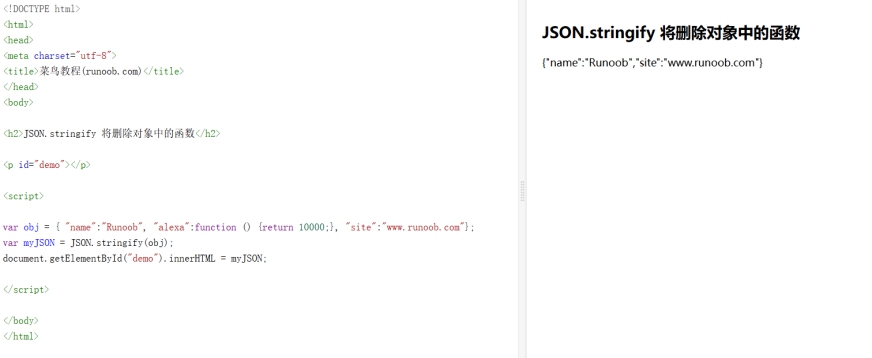 <!DOCTYPE html>
<html>
<head>
<meta charset="utf-8">
<title>菜鸟教程(runoob.com)</title>
</head>
<body>
<h2>JSON.stringify 将删除对象中的函数</h2>
<p id="demo"></p>
<script>
var obj = { "name":"Runoob", "alexa":function () {return 10000;}, "site":"www.runoob.com"};
var myJSON = JSON.stringify(obj);
document.getElementById("demo").innerHTML = myJSON;
</script>
</body>
</html>
JSON.stringify 将删除对象中的函数
{"name":"Runoob","site":"www.runoob.com"}